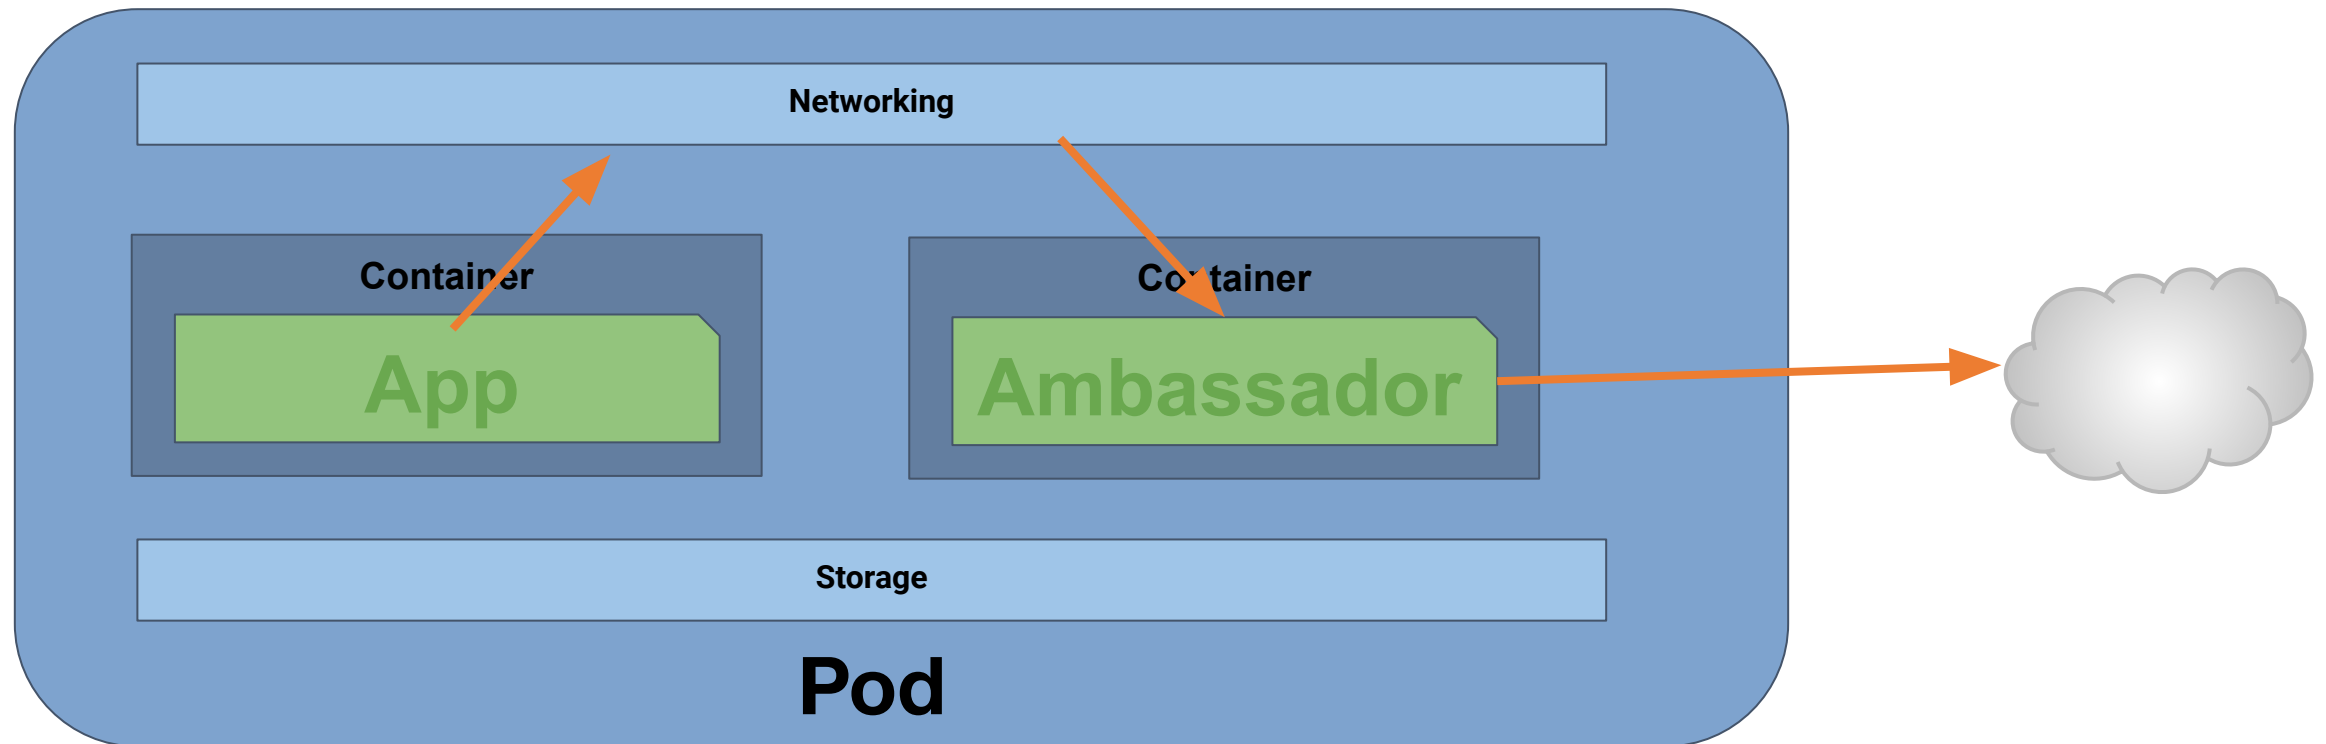 Networking
Container
Container
App
Ambassador
Storage
Pod